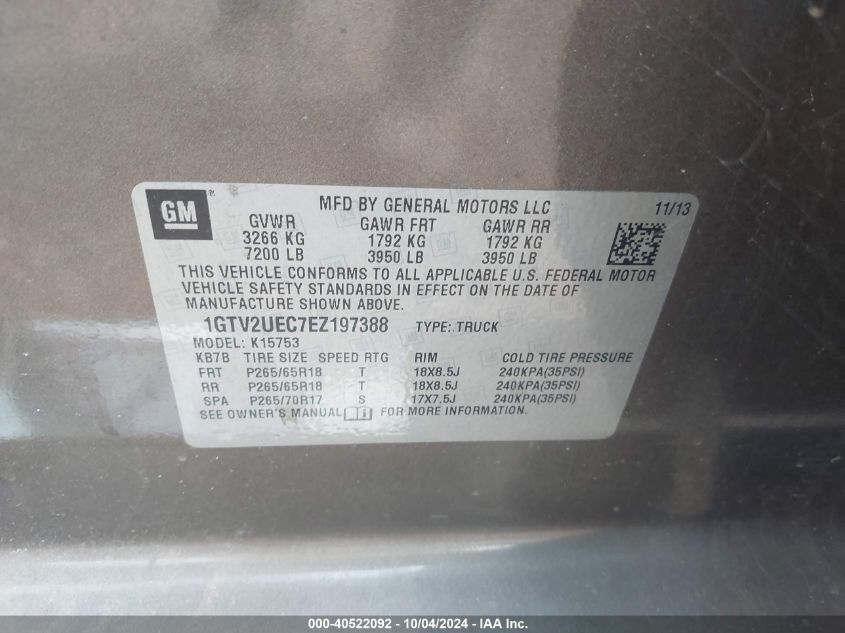 GM
MFD BY GENERAL MOTORS LLC 11/13
GVWR GAWR FRT GAWR RR
3266 KG 1792 KG 1792 KG
7200 LB 3950 LB 3950 LB
THIS VEHICLE CONFORMS TO ALL APPLICABLE U.S. FEDERAL MOTOR
VEHICLE SAFETY STANDARDS IN EFFECT ON THE DATE OF
MANUFACTURE SHOWN ABOVE.
1GTV2UEC7EZ197388 TYPE: TRUCK
MODEL: K15753
KB7B TIRE SIZE SPEED RTG RIM COLD TIRE PRESSURE
FRT P265/65R18 T 18X8.5J 240KPA(35PSI)
RR P265/65R18 T 18X8.5J 240KPA(35PSI)
SPA P265/70R17 S 17X7.5J 240KPA(35PSI)
SEE OWNER'S MANUAL FOR MORE INFORMATION.
000-40522092 - 10/04/2024 - IAA Inc.